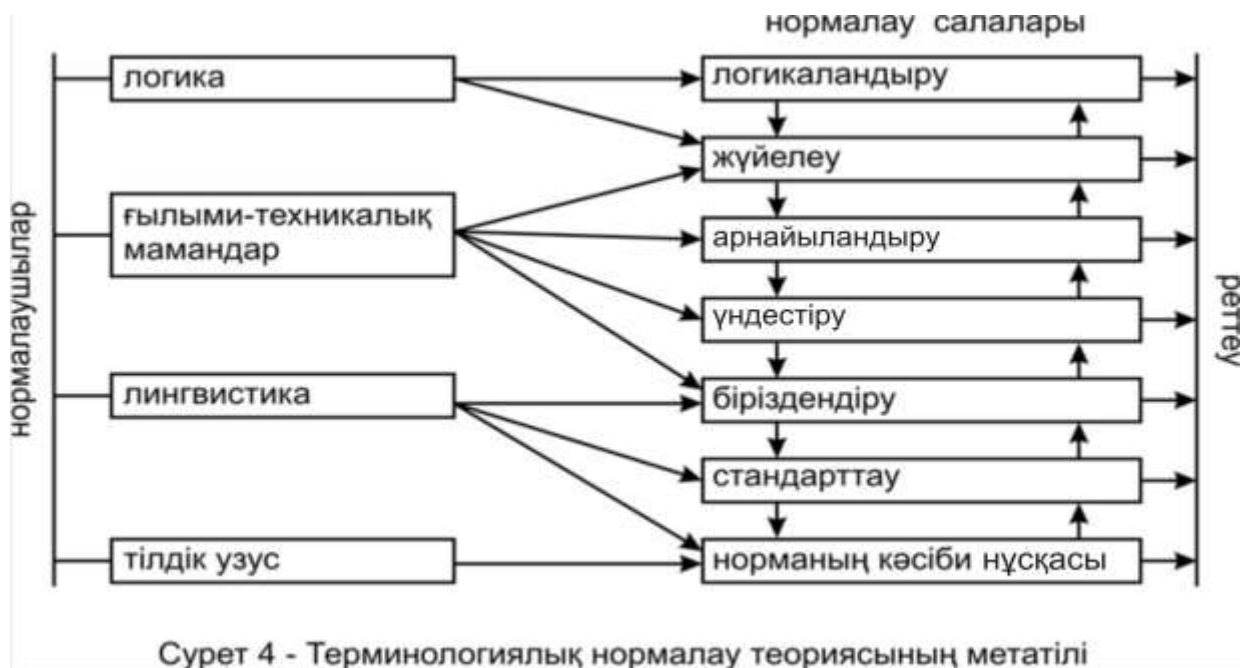 нормалау салалары
логика
логикаландыру
жүйелеу
ғылыми-техникалық
мамандар
арнайыландыру
үндестіру
лингвистика
біріздендіру
стандарттау
тілдік узус
норманың кәсіби нұсқасы
нормалаушылар
реттеу
Сурет 4 - Терминологиялық нормалау теориясының метатілі